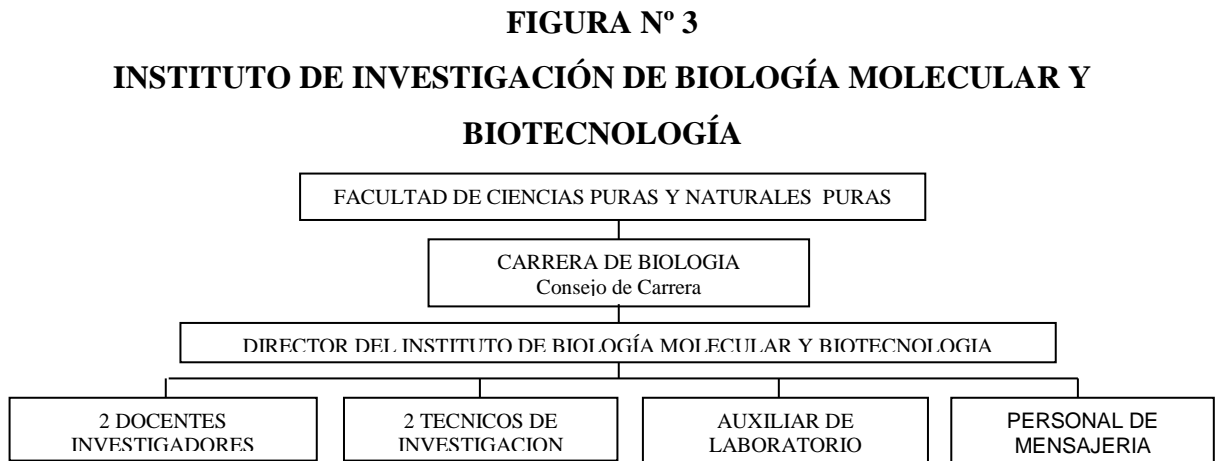 FIGURA Nº 3
INSTITUTO DE INVESTIGACIÓN DE BIOLOGÍA MOLECULAR Y
BIOTECNOLOGÍA
FACULTAD DE CIENCIAS PURAS Y NATURALES PURAS
CARRERA DE BIOLOGIA
Consejo de Carrera
DIRECTOR DEL INSTITUTO DE BIOLOGÍA MOLECULAR Y BIOTECNOLOGIA
2 DOCENTES
INVESTIGADORES
2 TECNICOS DE
INVESTIGACION
AUXILIAR DE
LABORATORIO
PERSONAL DE
MENSAJERIA